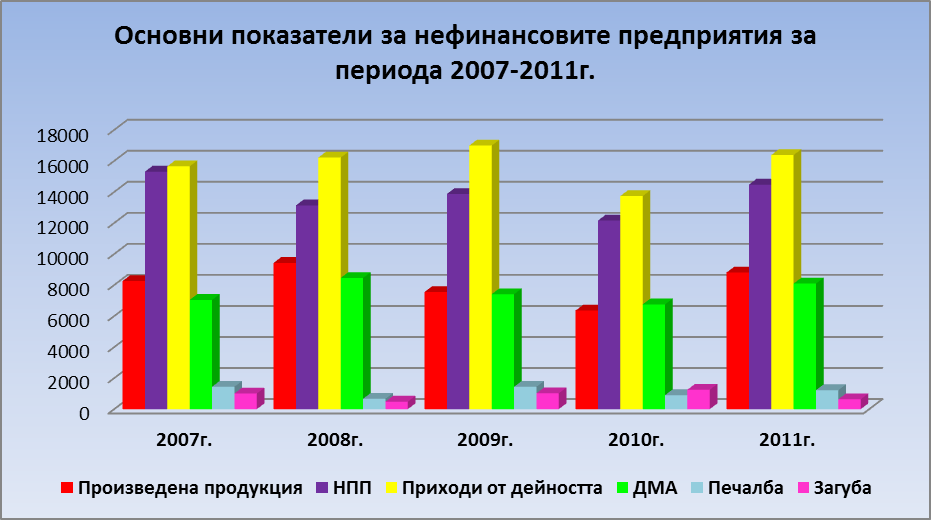 Основни показатели за нефинансовите предприятия за
периода 2007-2011г.
18000
16000
14000
12000
10000
8000
6000
4000
2000
0
2007г. 2008г. 2009г. 2010г. 2011г.
Произведена продукция НПП Приходи от дейността ДМА Печалба Загуба